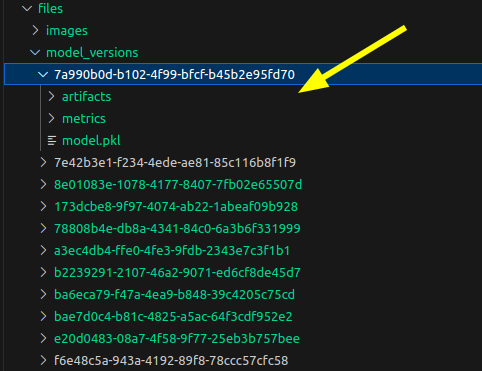 files
images
model_versions
7a990b0d-b102-4f99-bfcf-b45b2e95fd70
artifacts
metrics
model.pkl
7e42b3e1-f234-4ede-ae81-85c116b8f1f9
8e01083e-1078-4177-8407-7fb02e65507d
173dcbe8-9f97-4074-ab22-1abeaf09b928
78808b4e-db8a-4341-84c0-6a3b6f331999
a3ec4db4-ffe0-4fe3-9fdb-2343e7c3f1b1
b2239291-2107-46a2-9071-ed6cf8de45d7
ba6eca79-f47a-4ea9-b848-39c4205c75cd
bae7d0c4-b81c-4825-a5ac-64f3cdf952e2
e20d0483-08a7-4f58-9f77-25eb3b757bee
f6e48c5a-943a-4192-89f8-78ccc57cfc58